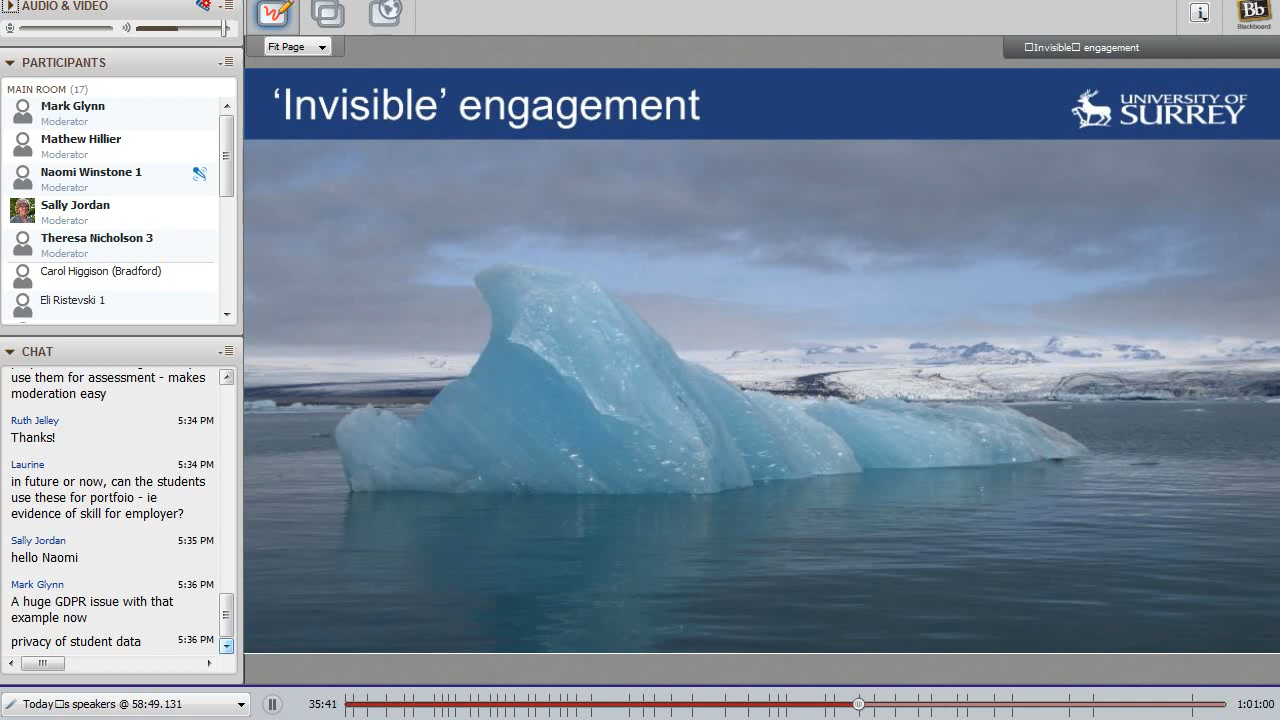 AUDIO & VIDEO
PARTICIPANTS
MAIN ROOM (17)
Mark Glynn
Moderator
Mathew Hillier
Moderator
Naomi Winstone 1
Moderator
Sally Jordan
Moderator
Theresa Nicholson 3
Moderator
Carol Higgison (Bradford)
Eli Ristevski 1
CHAT
use them for assessment - makes
moderation easy
Ruth Jelley 5:34 PM
Thanks!
Laurine 5:34 PM
in future or now, can the students
use these for portfoio - ie
evidence of skill for employer?
Sally Jordan 5:35 PM
hello Naomi
Mark Glynn 5:36 PM
A huge GDPR issue with that
example now
privacy of student data 5:36 PM
Fit Page
i
Bb
Blackboard
□Invisible□ engagement
‘Invisible’ engagement
UNIVERSITY OF
SURREY
Today□s speakers @ 58:49.131
35:41
1:01:00